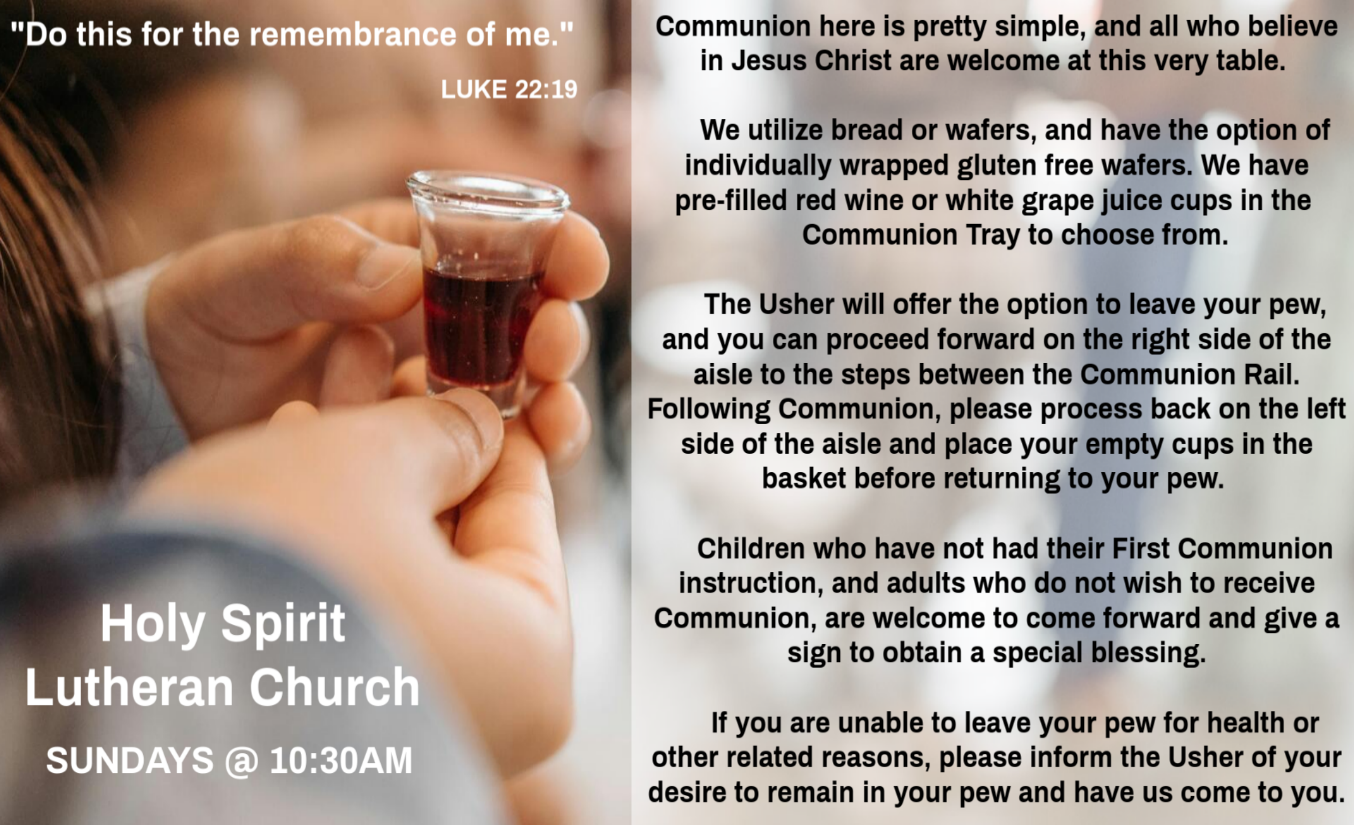 "Do this for the remembrance of me."
LUKE 22:19
Holy Spirit
Lutheran Church
SUNDAYS @ 10:30AM
Communion here is pretty simple, and all who believe
in Jesus Christ are welcome at this very table.
We utilize bread or wafers, and have the option of
individually wrapped gluten free wafers. We have
pre-filled red wine or white grape juice cups in the
Communion Tray to choose from.
The Usher will offer the option to leave your pew,
and you can proceed forward on the right side of the
aisle to the steps between the Communion Rail.
Following Communion, please process back on the left
side of the aisle and place your empty cups in the
basket before returning to your pew.
Children who have not had their First Communion
instruction, and adults who do not wish to receive
Communion, are welcome to come forward and give a
sign to obtain a special blessing.
If you are unable to leave your pew for health or
other related reasons, please inform the Usher of your
desire to remain in your pew and have us come to you.